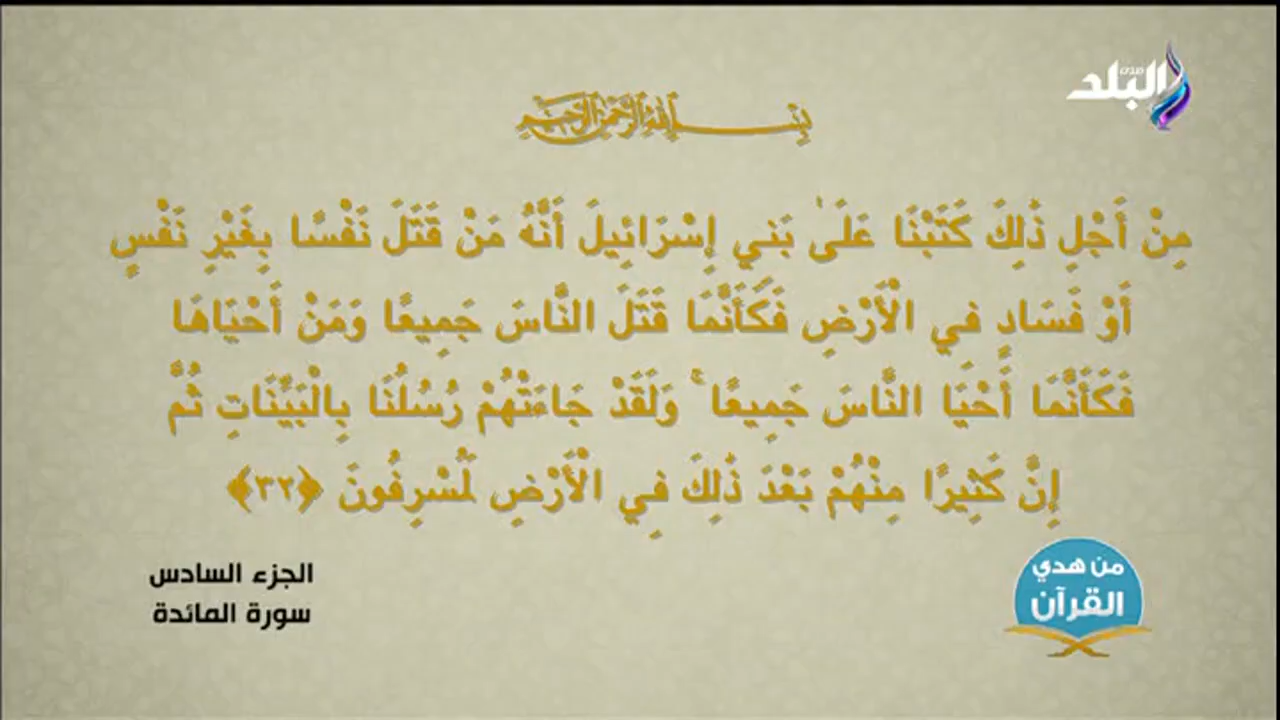 صدى
البلد
بسم الله الرحمن الرحيم
مِنْ أَجْلِ ذَٰلِكَ كَتَبْنَا عَلَىٰ بَنِي إِسْرَائِيلَ أَنَّهُ مَنْ قَتَلَ نَفْسًا بِغَيْرِ نَفْسٍ
أَوْ فَسَادٍ فِي الْأَرْضِ فَكَأَنَّمَا قَتَلَ النَّاسَ جَمِيعًا وَمَنْ أَحْيَاهَا
فَكَأَنَّمَا أَحْيَا النَّاسَ جَمِيعًا ۚ وَلَقَدْ جَاءَتْهُمْ رُسُلُنَا بِالْبَيِّنَاتِ ثُمَّ
إِنَّ كَثِيرًا مِنْهُمْ بَعْدَ ذَٰلِكَ فِي الْأَرْضِ لَمُسْرِفُونَ ﴿٣٢﴾
من هدي
القرآن
الجزء السادس
سورة المائدة